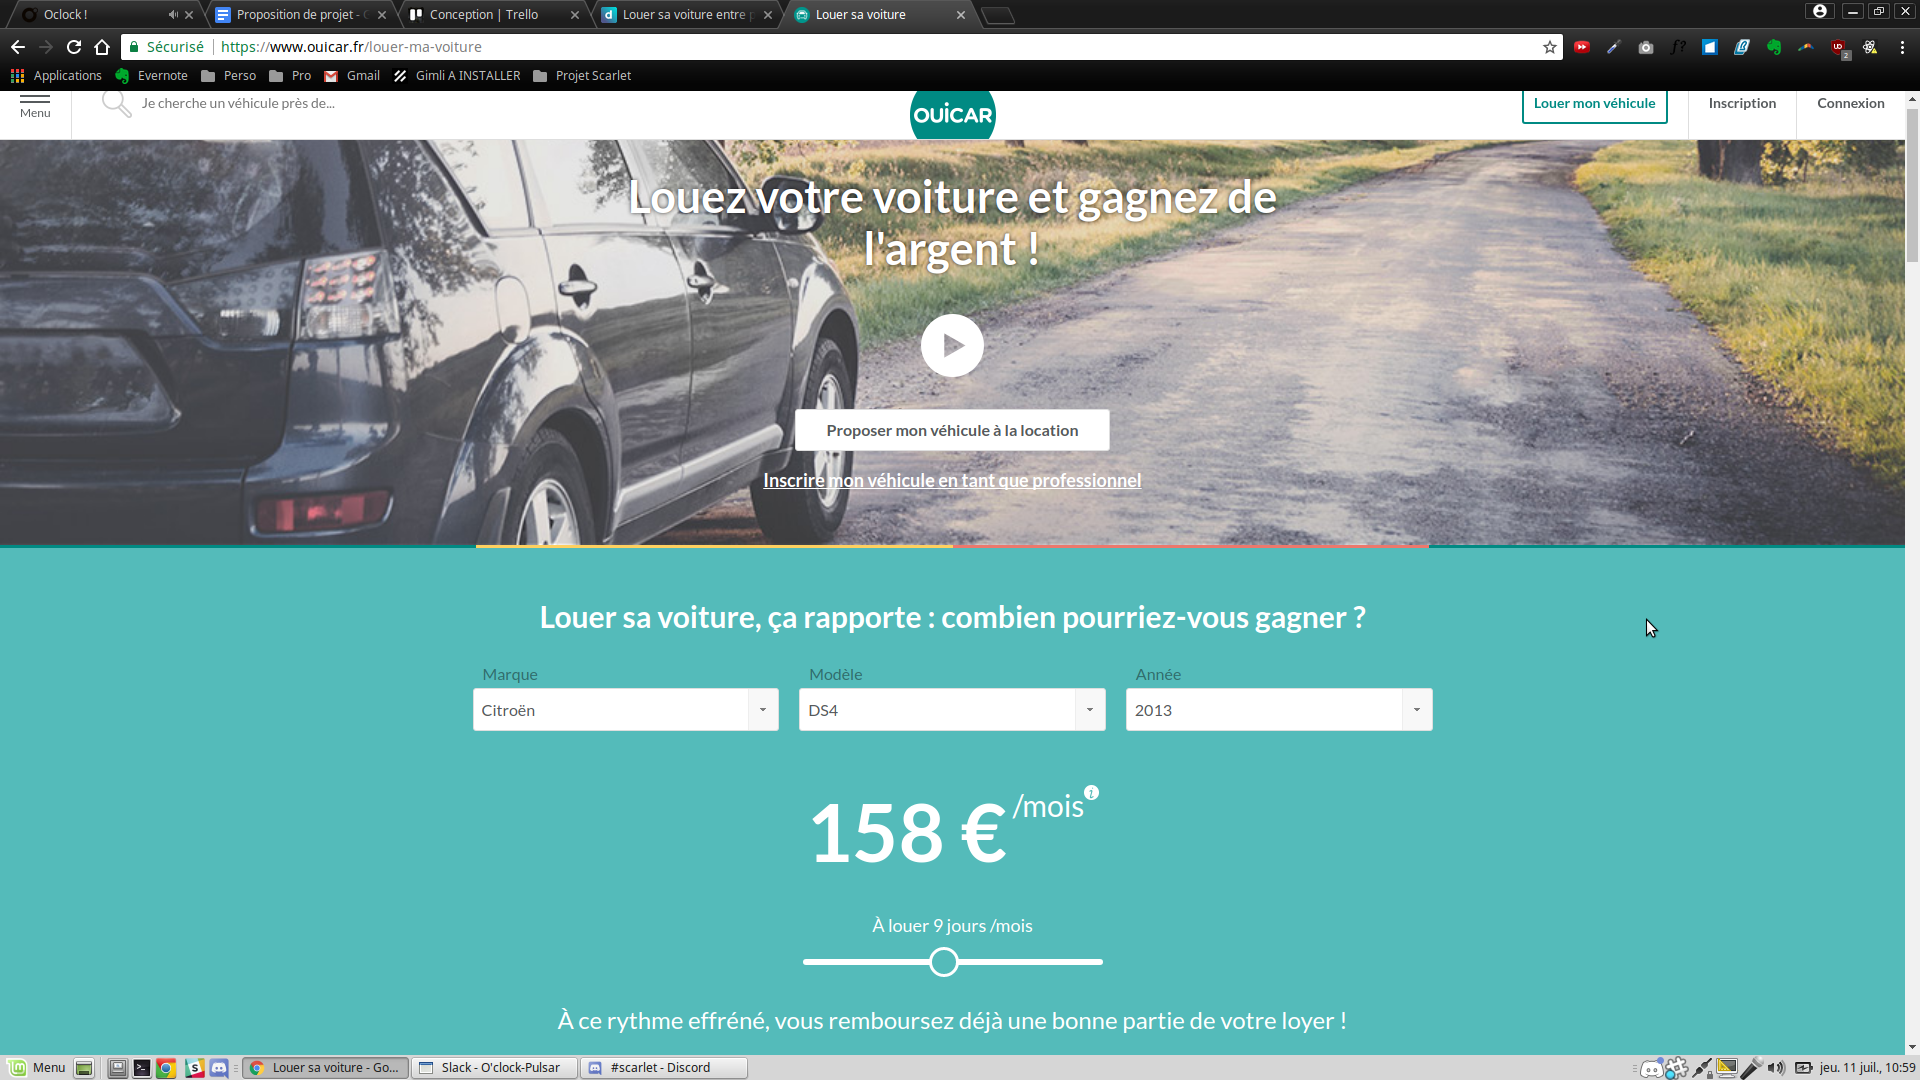 Oclock !
Proposition de projet -
Conception | Trello
Louer sa voiture entre
Louer sa voiture
Sécurisé
https://www.ouicar.fr/louer-ma-voiture
Applications
Evernote
Perso
Pro
Gmail
Gimli A INSTALLER
Projet Scarlet
Menu
Je cherche un véhicule près de...
OUICAR
Louer mon véhicule
Inscription
Connexion
Louez votre voiture et gagnez de
l'argent !
Proposer mon véhicule à la location
Inscrire mon véhicule en tant que professionnel
Louer sa voiture, ça rapporte : combien pourriez-vous gagner ?
Marque
Modèle
Année
Citroën
DS4
2013
158 € /mois
À louer 9 jours /mois
À ce rythme effréné, vous remboursez déjà une bonne partie de votre loyer !
Menu
Louer sa voiture - Go...
Slack - O'clock-Pulsar
#scarlet - Discord
jeu. 11 juil., 10:59